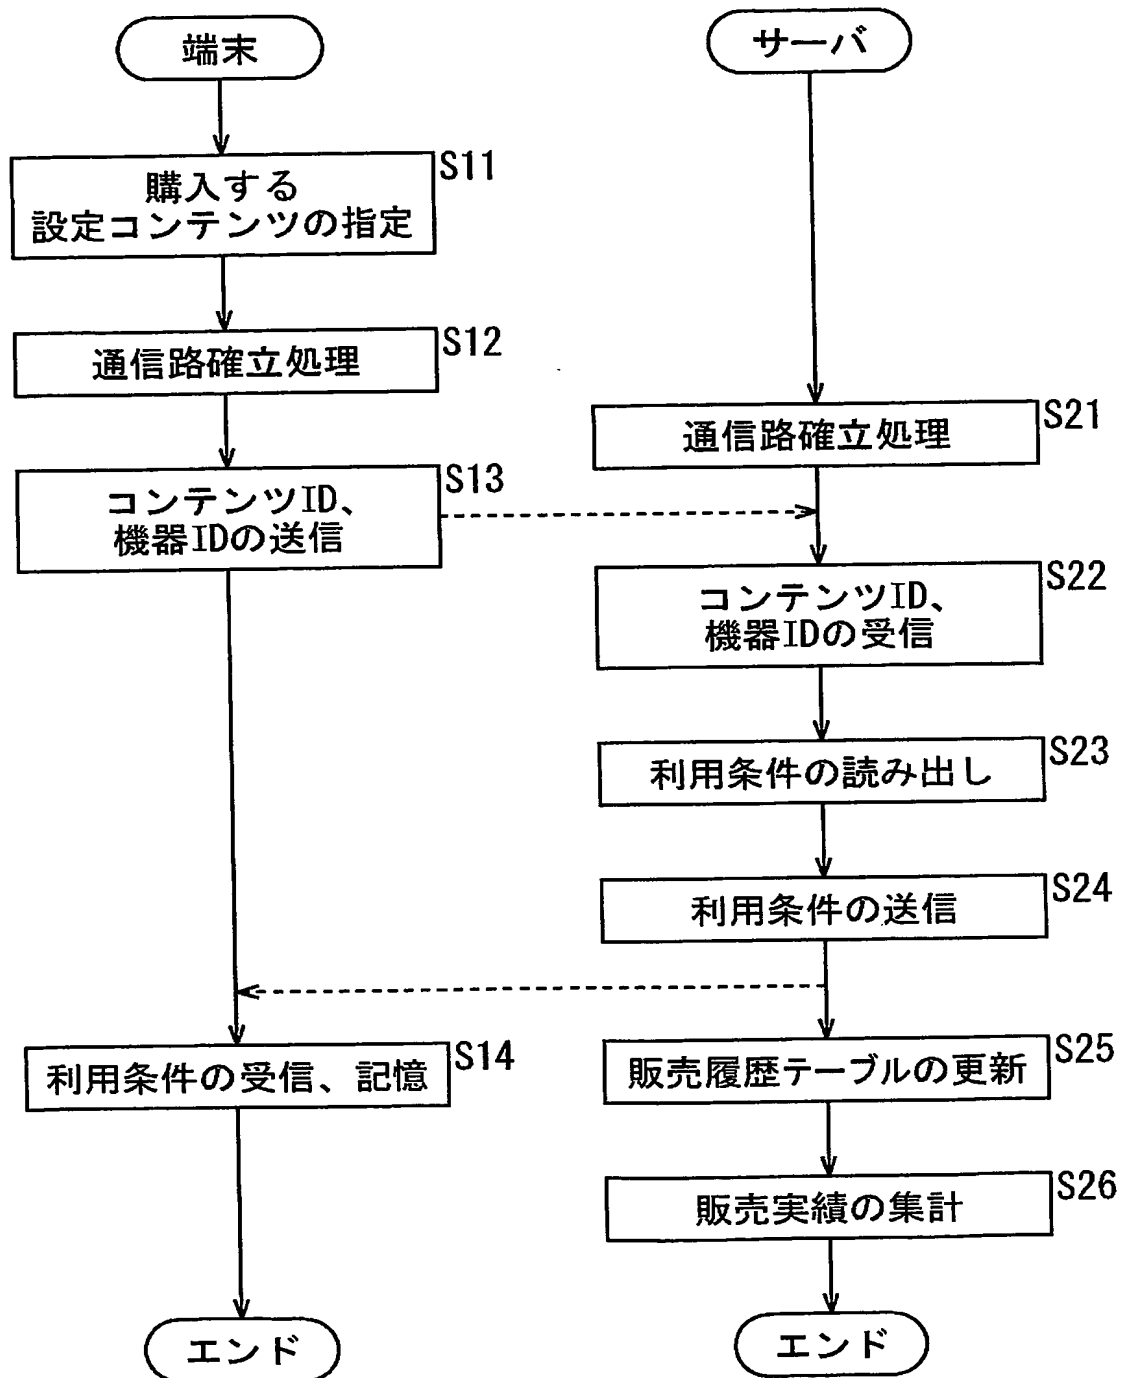 端末
S11
購入する
設定コンテンツの指定
S12
通信路確立処理
S13
コンテンツID、
機器IDの送信
S14
利用条件の受信、記憶
エンド
サーバ
S21
通信路確立処理
S22
コンテンツID、
機器IDの受信
S23
利用条件の読み出し
S24
利用条件の送信
S25
販売履歴テーブルの更新
S26
販売実績の集計
エンド